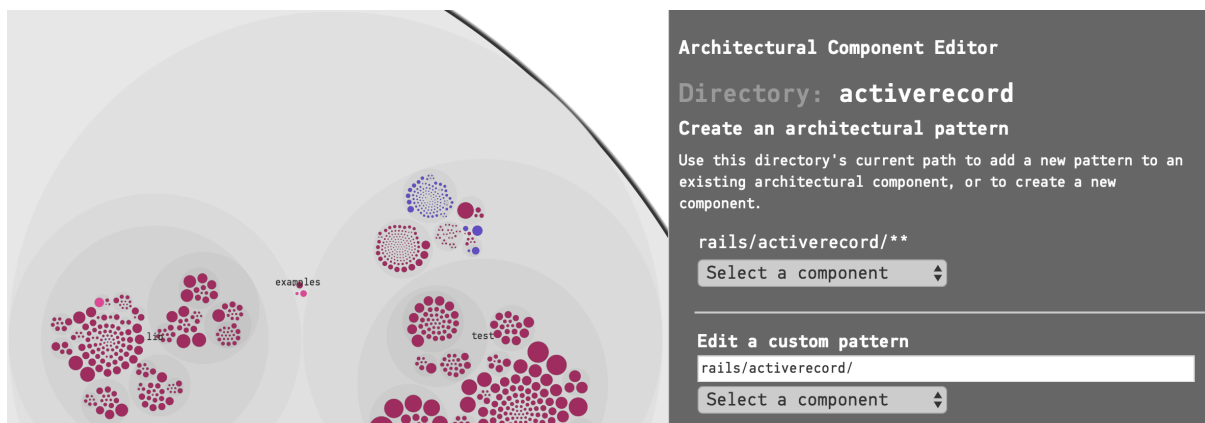 examples
lib
test
Architectural Component Editor
Directory: activerecord
Create an architectural pattern
Use this directory's current path to add a new pattern to an
existing architectural component, or to create a new
component.
rails/activerecord/**
Select a component
Edit a custom pattern
rails/activerecord/
Select a component